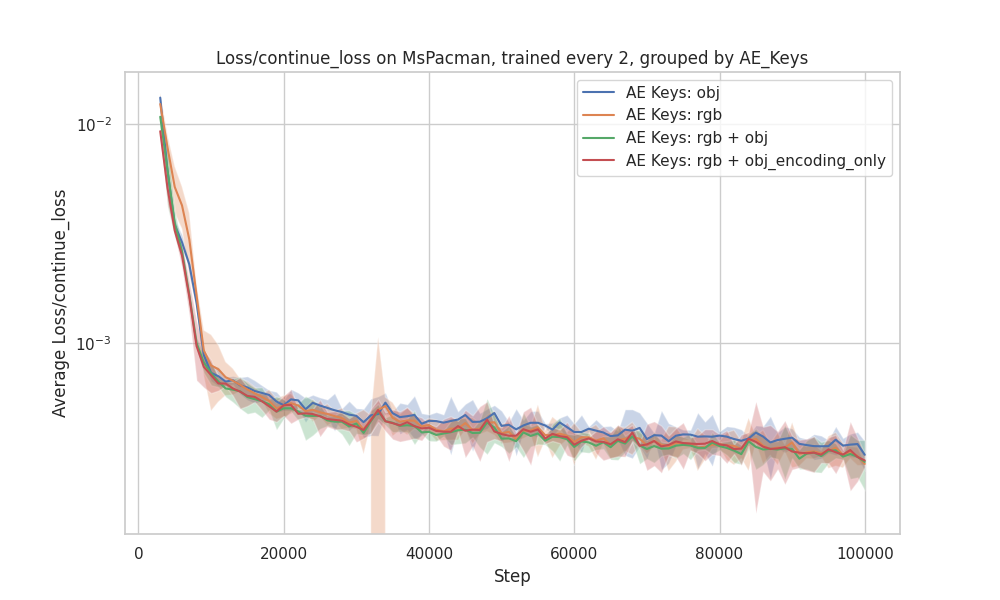 Loss/continue_loss on MsPacman, trained every 2, grouped by AE_Keys
AE Keys: obj
AE Keys: rgb
AE Keys: rgb + obj
AE Keys: rgb + obj_encoding_only
Average Loss/continue_loss
10⁻²
10⁻³
0 20000 40000 60000 80000 100000
Step